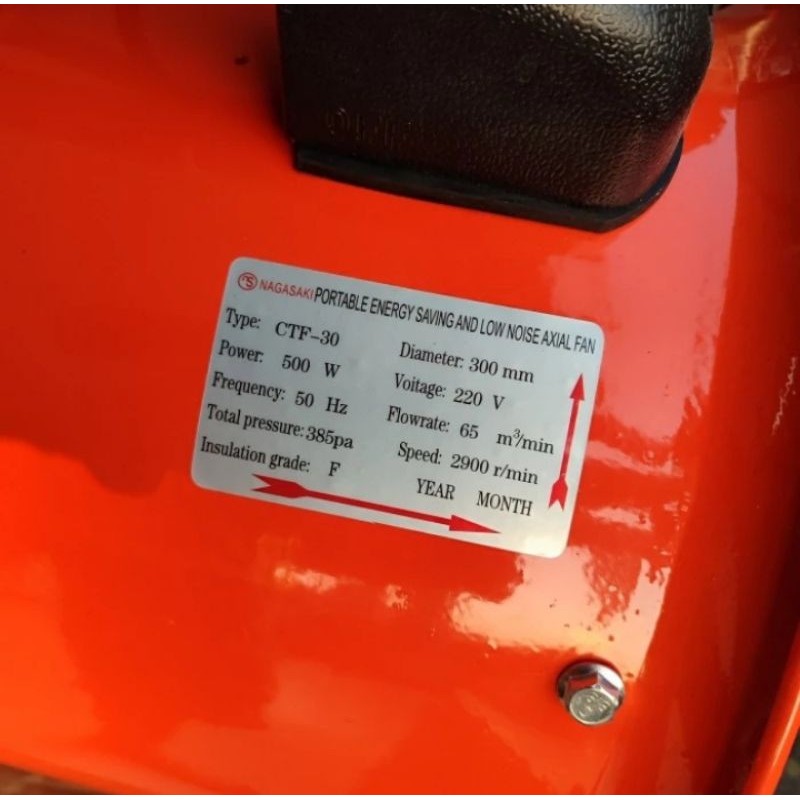 NAGASAKI PORTABLE ENERGY SAVING AND LOW NOISE AXIAL FAN
Type: CTF-30 Diameter: 300 mm
Power: 500 W Voitage: 220 V
Frequency: 50 Hz Flowrate: 65 m³/min
Total pressure: 385pa Speed: 2900 r/min
Insulation grade: F YEAR MONTH